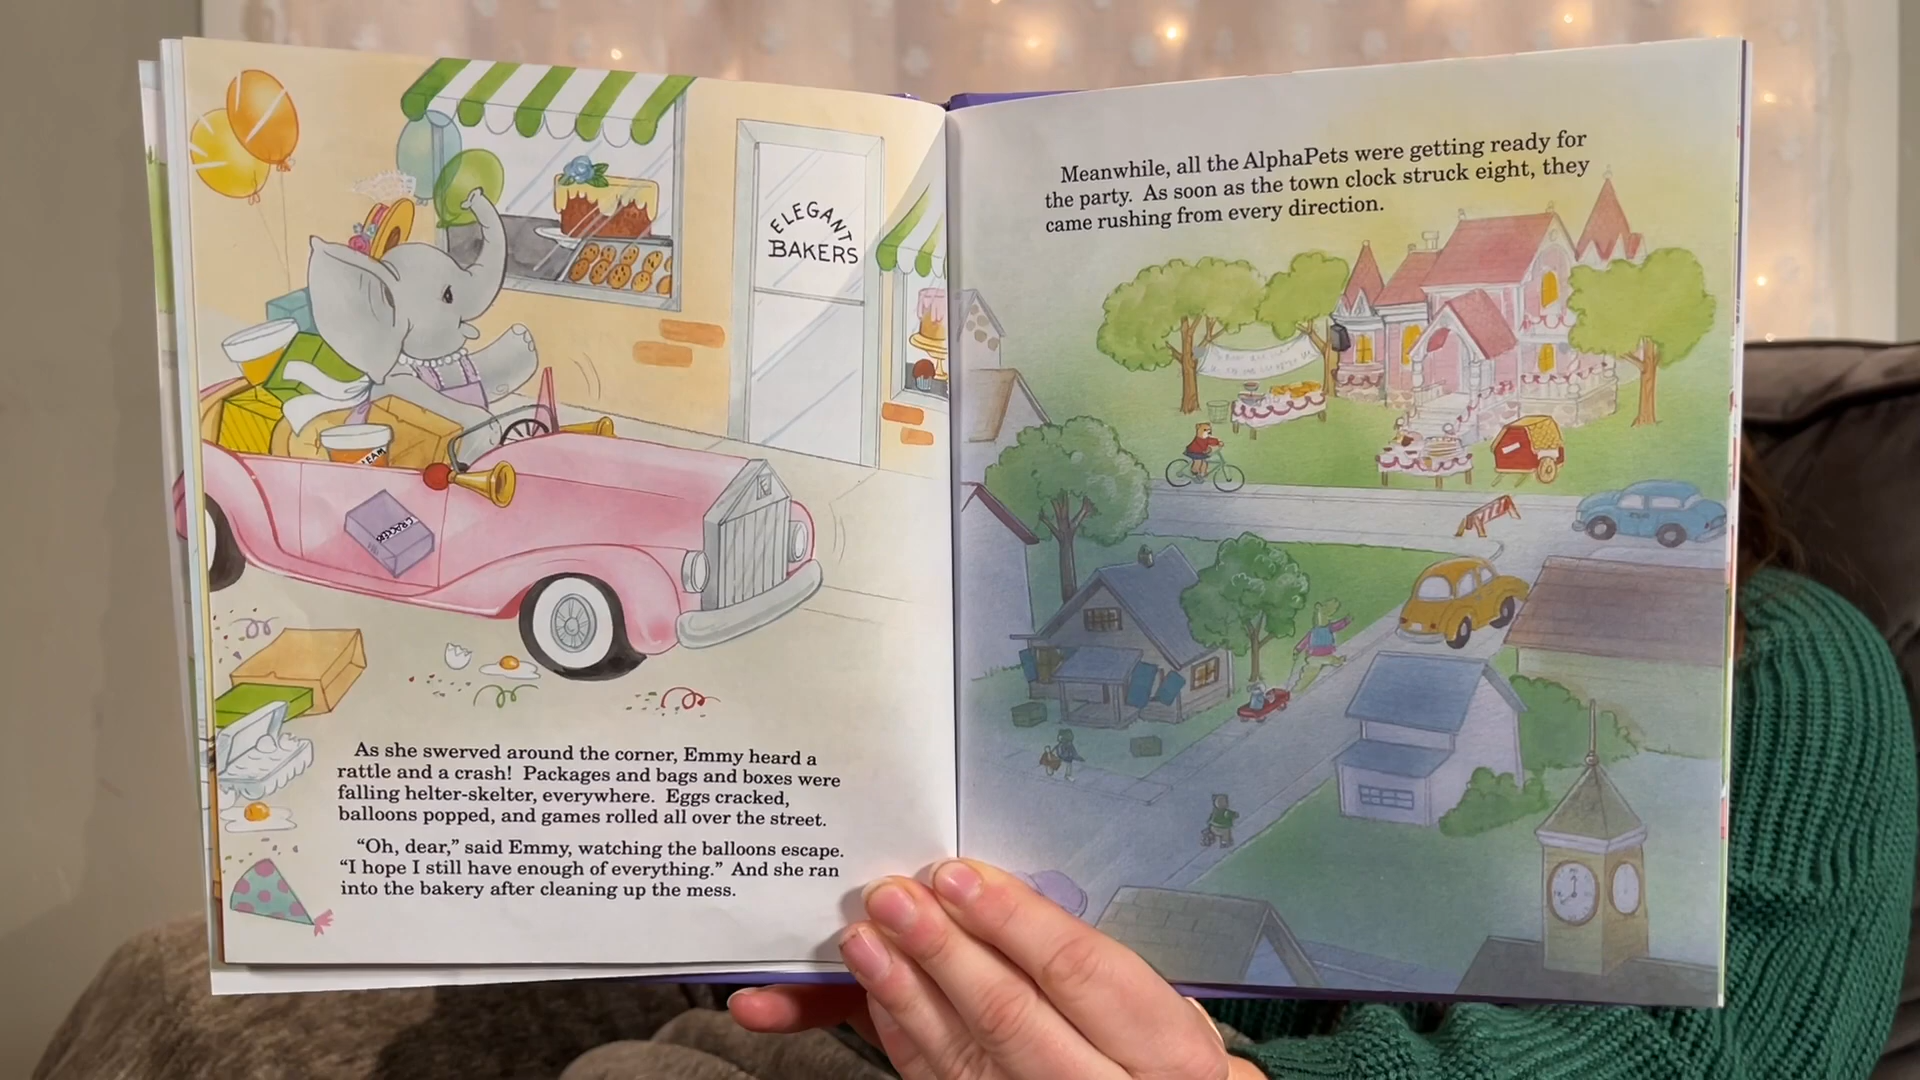 ELEGANT
BAKERS
CRACKERS
As she swerved around the corner, Emmy heard a
rattle and a crash! Packages and bags and boxes were
falling helter-skelter, everywhere. Eggs cracked,
balloons popped, and games rolled all over the street.
"Oh, dear," said Emmy, watching the balloons escape.
"I hope I still have enough of everything." And she ran
into the bakery after cleaning up the mess.
Meanwhile, all the AlphaPets were getting ready for
the party. As soon as the town clock struck eight, they
came rushing from every direction.